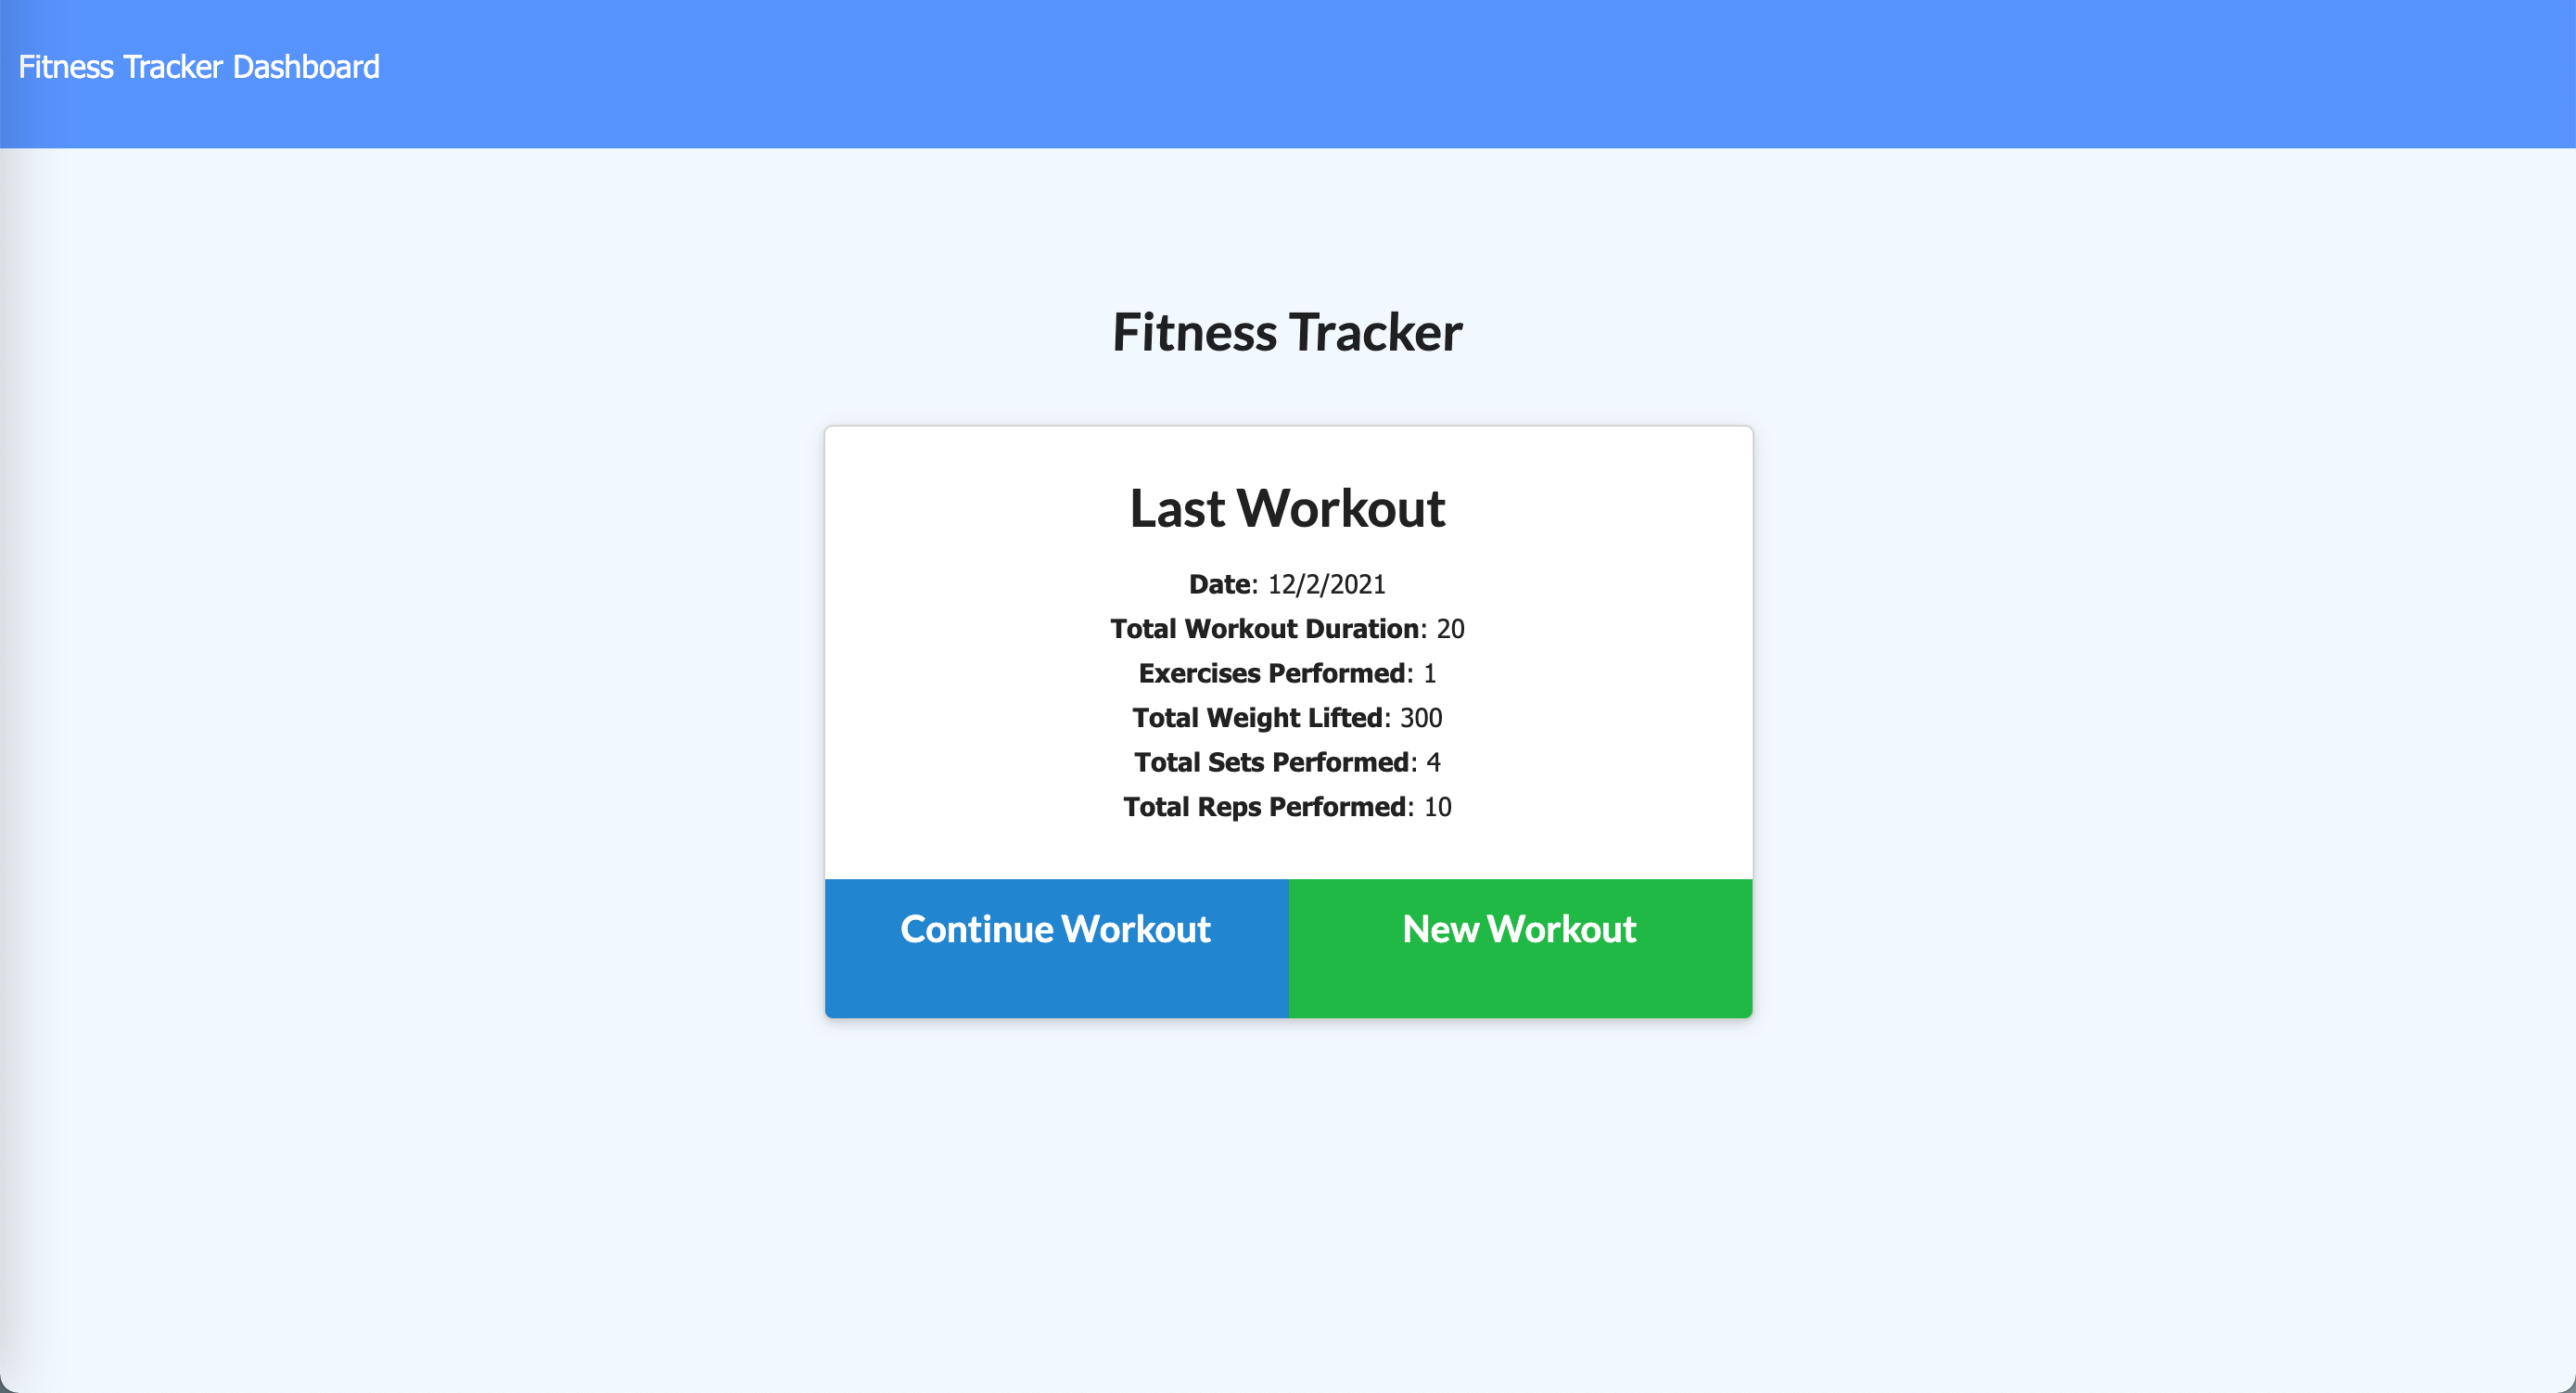 Fitness Tracker Dashboard
Fitness Tracker
Last Workout
Date: 12/2/2021
Total Workout Duration: 20
Exercises Performed: 1
Total Weight Lifted: 300
Total Sets Performed: 4
Total Reps Performed: 10
Continue Workout New Workout